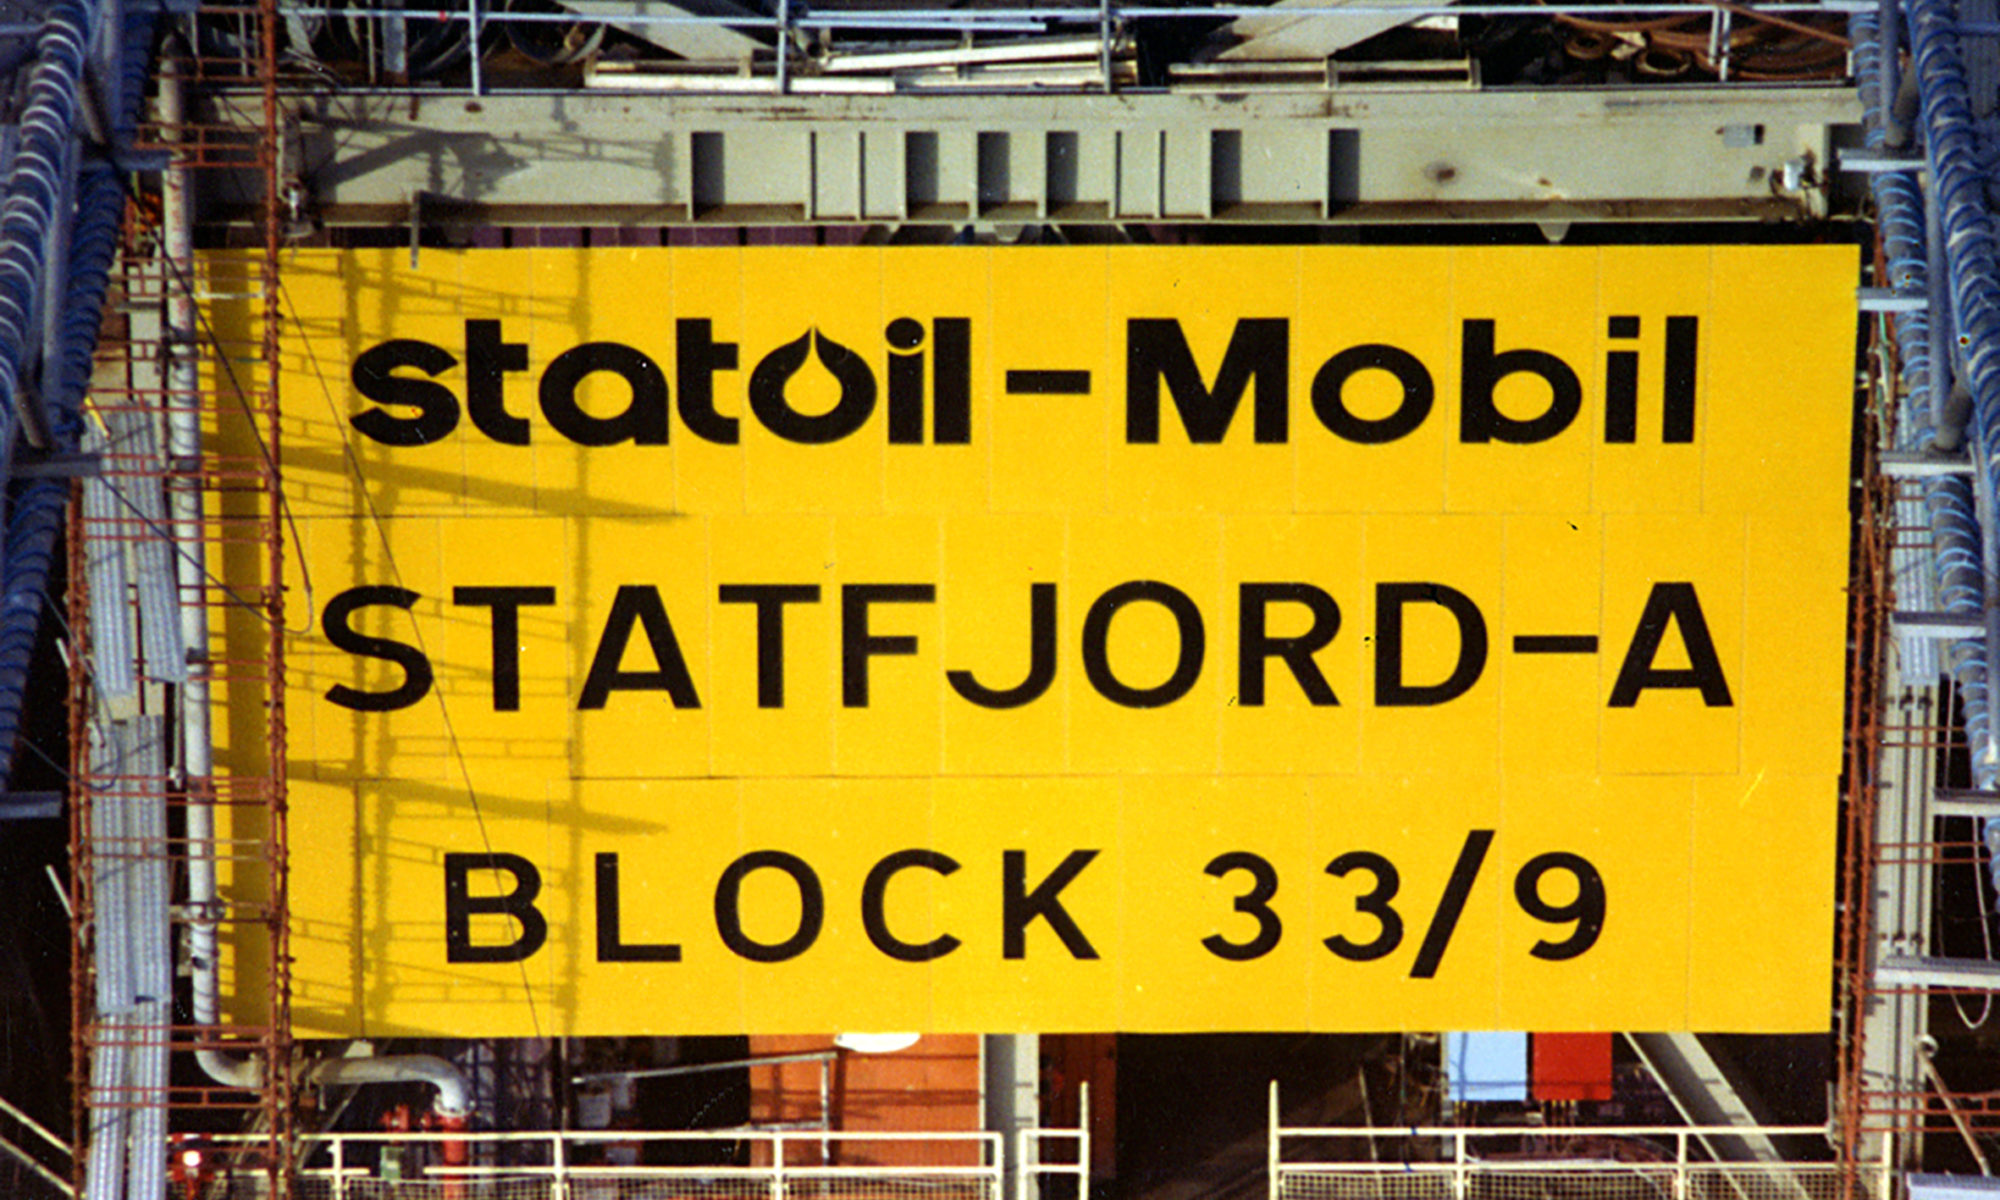 statoil-Mobil
STATFJORD-A
BLOCK 33/9